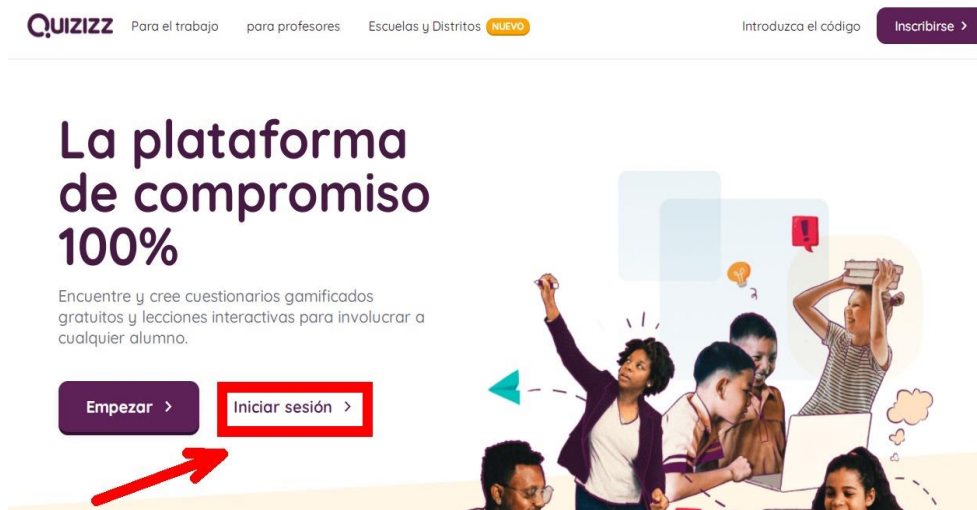 QUIZIZZ Para el trabajo para profesores Escuelas y Distritos NUEVO Introduzca el código Inscribirse >
La plataforma
de compromiso
100%
Encuentre y cree cuestionarios gamificados
gratuitos y lecciones interactivas para involucrar a
cualquier alumno.
Empezar > Iniciar sesión >